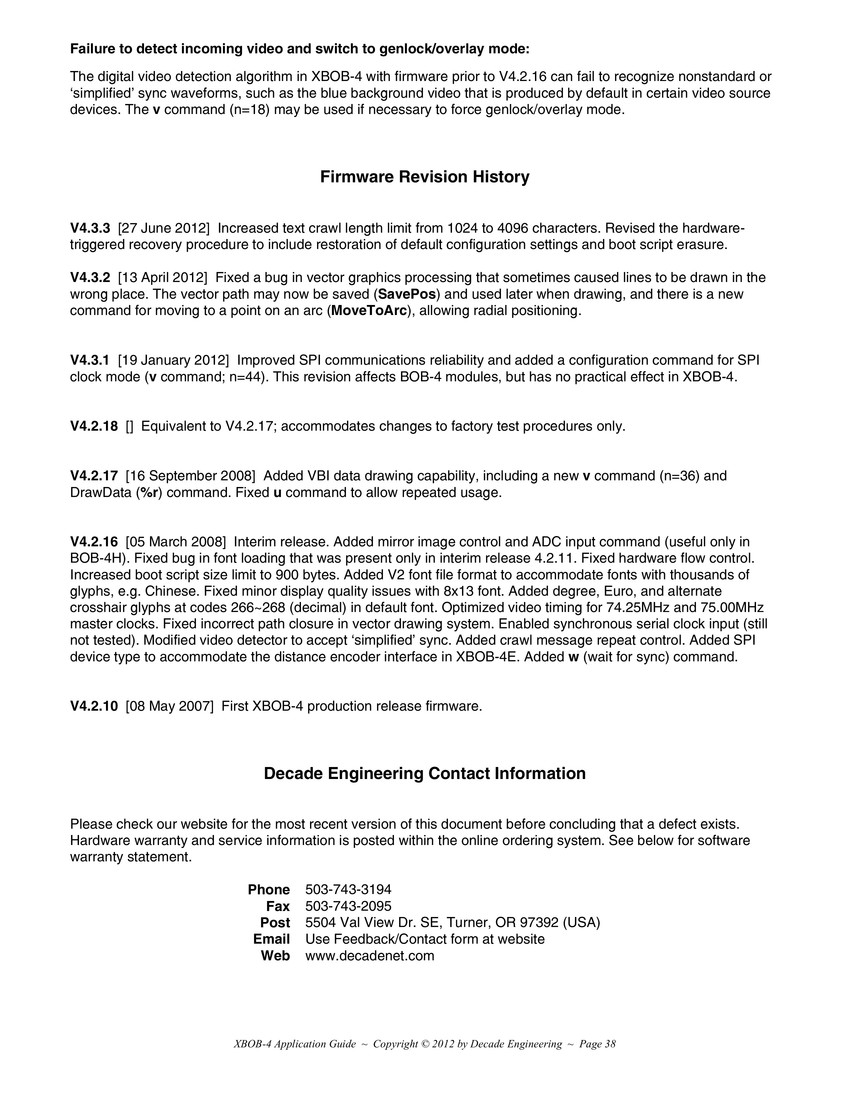 Failure to detect incoming video and switch to genlock/overlay mode:
The digital video detection algorithm in XBOB-4 with firmware prior to V4.2.16 can fail to recognize nonstandard or
‘simplified’ sync waveforms, such as the blue background video that is produced by default in certain video source
devices. The v command (n=18) may be used if necessary to force genlock/overlay mode.
Firmware Revision History
V4.3.3 [27 June 2012] Increased text crawl length limit from 1024 to 4096 characters. Revised the hardware-
triggered recovery procedure to include restoration of default configuration settings and boot script erasure.
V4.3.2 [13 April 2012] Fixed a bug in vector graphics processing that sometimes caused lines to be drawn in the
wrong place. The vector path may now be saved (SavePos) and used later when drawing, and there is a new
command for moving to a point on an arc (MoveToArc), allowing radial positioning.
V4.3.1 [19 January 2012] Improved SPI communications reliability and added a configuration command for SPI
clock mode (v command; n=44). This revision affects BOB-4 modules, but has no practical effect in XBOB-4.
V4.2.18 [] Equivalent to V4.2.17; accommodates changes to factory test procedures only.
V4.2.17 [16 September 2008] Added VBI data drawing capability, including a new v command (n=36) and
DrawData (%r) command. Fixed u command to allow repeated usage.
V4.2.16 [05 March 2008] Interim release. Added mirror image control and ADC input command (useful only in
BOB-4H). Fixed bug in font loading that was present only in interim release 4.2.11. Fixed hardware flow control.
Increased boot script size limit to 900 bytes. Added V2 font file format to accommodate fonts with thousands of
glyphs, e.g. Chinese. Fixed minor display quality issues with 8x13 font. Added degree, Euro, and alternate
crosshair glyphs at codes 266~268 (decimal) in default font. Optimized video timing for 74.25MHz and 75.00MHz
master clocks. Fixed incorrect path closure in vector drawing system. Enabled synchronous serial clock input (still
not tested). Modified video detector to accept ‘simplified’ sync. Added crawl message repeat control. Added SPI
device type to accommodate the distance encoder interface in XBOB-4E. Added w (wait for sync) command.
V4.2.10 [08 May 2007] First XBOB-4 production release firmware.
Decade Engineering Contact Information
Please check our website for the most recent version of this document before concluding that a defect exists.
Hardware warranty and service information is posted within the online ordering system. See below for software
warranty statement.
Phone 503-743-3194
Fax 503-743-2095
Post 5504 Val View Dr. SE, Turner, OR 97392 (USA)
Email Use Feedback/Contact form at website
Web www.decadenet.com
XBOB-4 Application Guide ~ Copyright © 2012 by Decade Engineering ~ Page 38